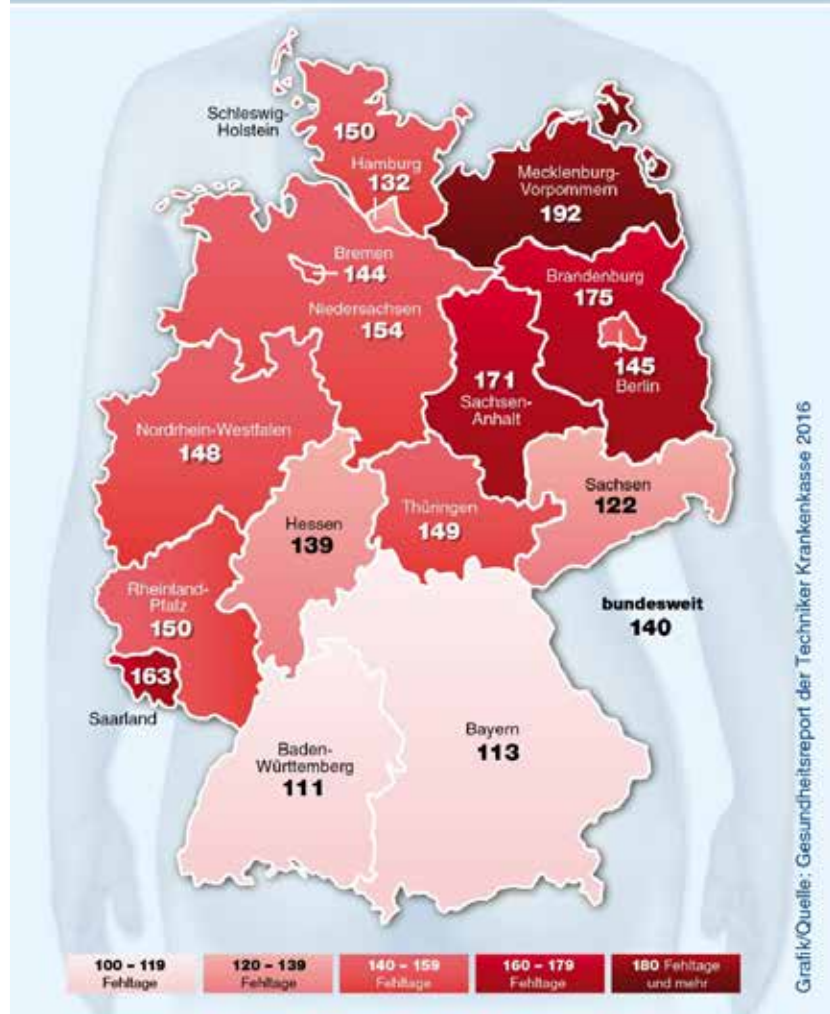 Schleswig-
Holstein
150
Hamburg
132
Mecklenburg-
Vorpommern
192
Bremen
144
Niedersachsen
154
Brandenburg
175
145
Berlin
171
Sachsen-
Anhalt
Nordrhein-Westfalen
148
Hessen
139
Thüringen
149
Sachsen
122
Rheinland-
Pfalz
150
163
Saarland
bundesweit
140
Baden-
Württemberg
111
Bayern
113
100 – 119
Fehltage
120 – 139
Fehltage
140 – 159
Fehltage
160 – 179
Fehltage
180 Fehltage
und mehr
Grafik/Quelle: Gesundheitsreport der Techniker Krankenkasse 2016